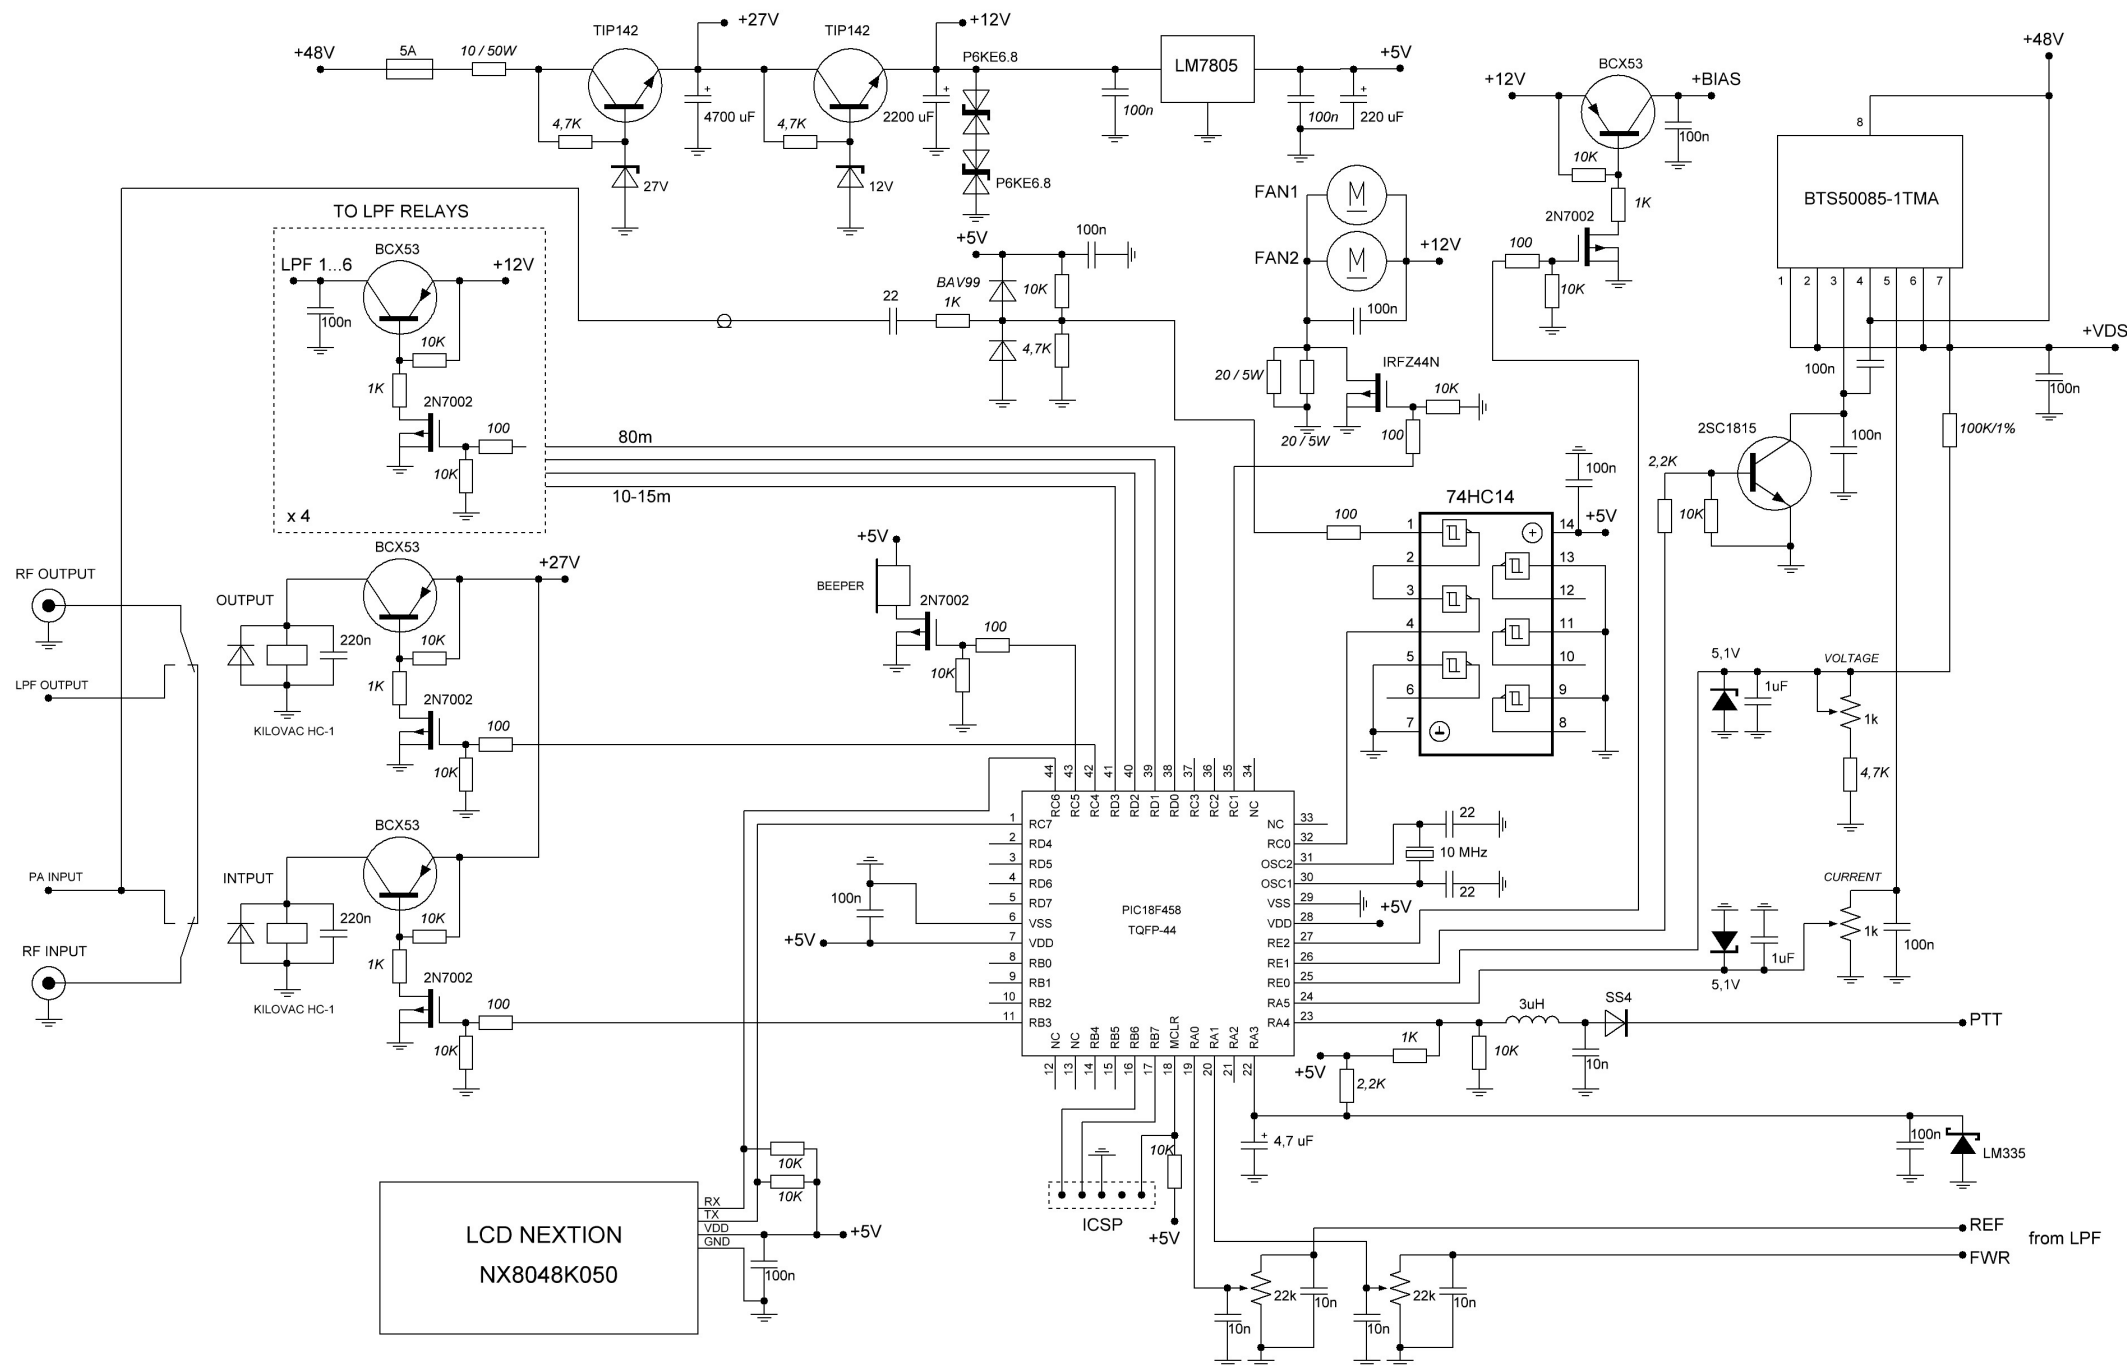 +48V
5A
10 / 50W
TIP142
+27V
4,7K
27V
4700 uF
TIP142
+12V
4,7K
12V
2200 uF
P6KE6.8
P6KE6.8
100n
LM7805
+5V
100n
220 uF
+12V
BCX53
+BIAS
100n
10K
1K
2N7002
100
10K
+48V
8
BTS50085-1TMA
1
2
3
4
5
6
7
+VDS
100n
100n
100K/1%
2SC1815
100n
2,2K
10K
TO LPF RELAYS
BCX53
LPF 1...6
+12V
100n
10K
1K
2N7002
100
10K
x 4
80m
10-15m
+5V
100n
BAV99
10K
22
1K
4,7K
FAN1
M
FAN2
M
+12V
100n
20 / 5W
20 / 5W
IRFZ44N
10K
100
100n
74HC14
+5V
100
1
2
3
4
5
6
7
14
13
12
11
10
9
8
RF OUTPUT
LPF OUTPUT
PA INPUT
RF INPUT
BCX53
+27V
OUTPUT
220n
10K
1K
KILOVAC HC-1
2N7002
100
10K
BCX53
INTPUT
220n
10K
1K
KILOVAC HC-1
2N7002
100
10K
+5V
BEEPER
2N7002
100
10K
5,1V
1uF
VOLTAGE
1k
4,7K
CURRENT
1k
100n
1uF
5,1V
44
43
42
41
40
39
38
37
36
35
34
RC6
RC5
RC4
RD3
RD2
RD1
RD0
RC3
RC2
RC1
NC
1 RC7
2 RD4
3 RD5
4 RD6
5 RD7
6 VSS
7 VDD
8 RB0
9 RB1
10 RB2
11 RB3
PIC18F458
TQFP-44
NC 33
RC0 32
OSC2 31
OSC1 30
VSS 29
VDD 28
RE2 27
RE1 26
RE0 25
RA5 24
RA4 23
NC
NC
RB4
RB5
RB6
RB7
MCLR
RA0
RA1
RA2
RA3
12
13
14
15
16
17
18
19
20
21
22
100n
+5V
22
10 MHz
22
+5V
3uH
SS4
PTT
1K
10K
10n
+5V
2,2K
4,7 uF
100n
LM335
10K
+5V
ICSP
10K
10K
RX
TX
VDD
GND
+5V
100n
LCD NEXTION
NX8048K050
REF
FWR
from LPF
22k
10n
10n
22k
10n
10n